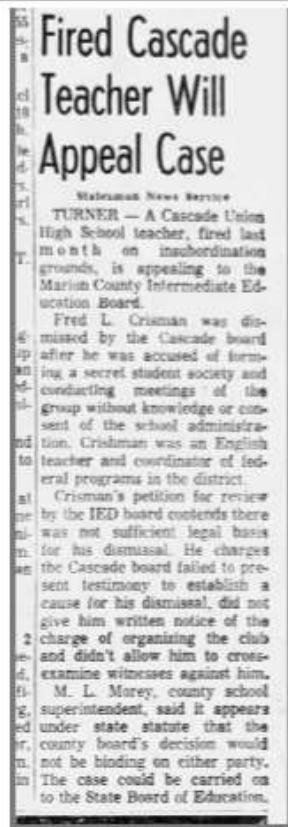 Fired Cascade
Teacher Will
Appeal Case
Statesman News Service
TURNER — A Cascade Union
High School teacher, fired last
month on insubordination
grounds, is appealing to the
Marion County Intermediate Ed-
ucation Board.
Fred L. Crisman was dis-
missed by the Cascade board
after he was accused of form-
ing a secret student society and
conducting meetings of the
group without knowledge or con-
sent of the school administra-
tion. Crishman was an English
teacher and coordinator of fed-
eral programs in the district.
Crisman's petition for review
by the IED board contends there
was not sufficient legal basis
for his dismissal. He charges
the Cascade board failed to pre-
sent testimony to establish a
cause for his dismissal, did not
give him written notice of the
charge of organizing the club
and didn't allow him to cross-
examine witnesses against him.
M. L. Morey, county school
superintendent, said it appears
under state statute that the
county board's decision would
not be binding on either party.
The case could be carried on
to the State Board of Education.